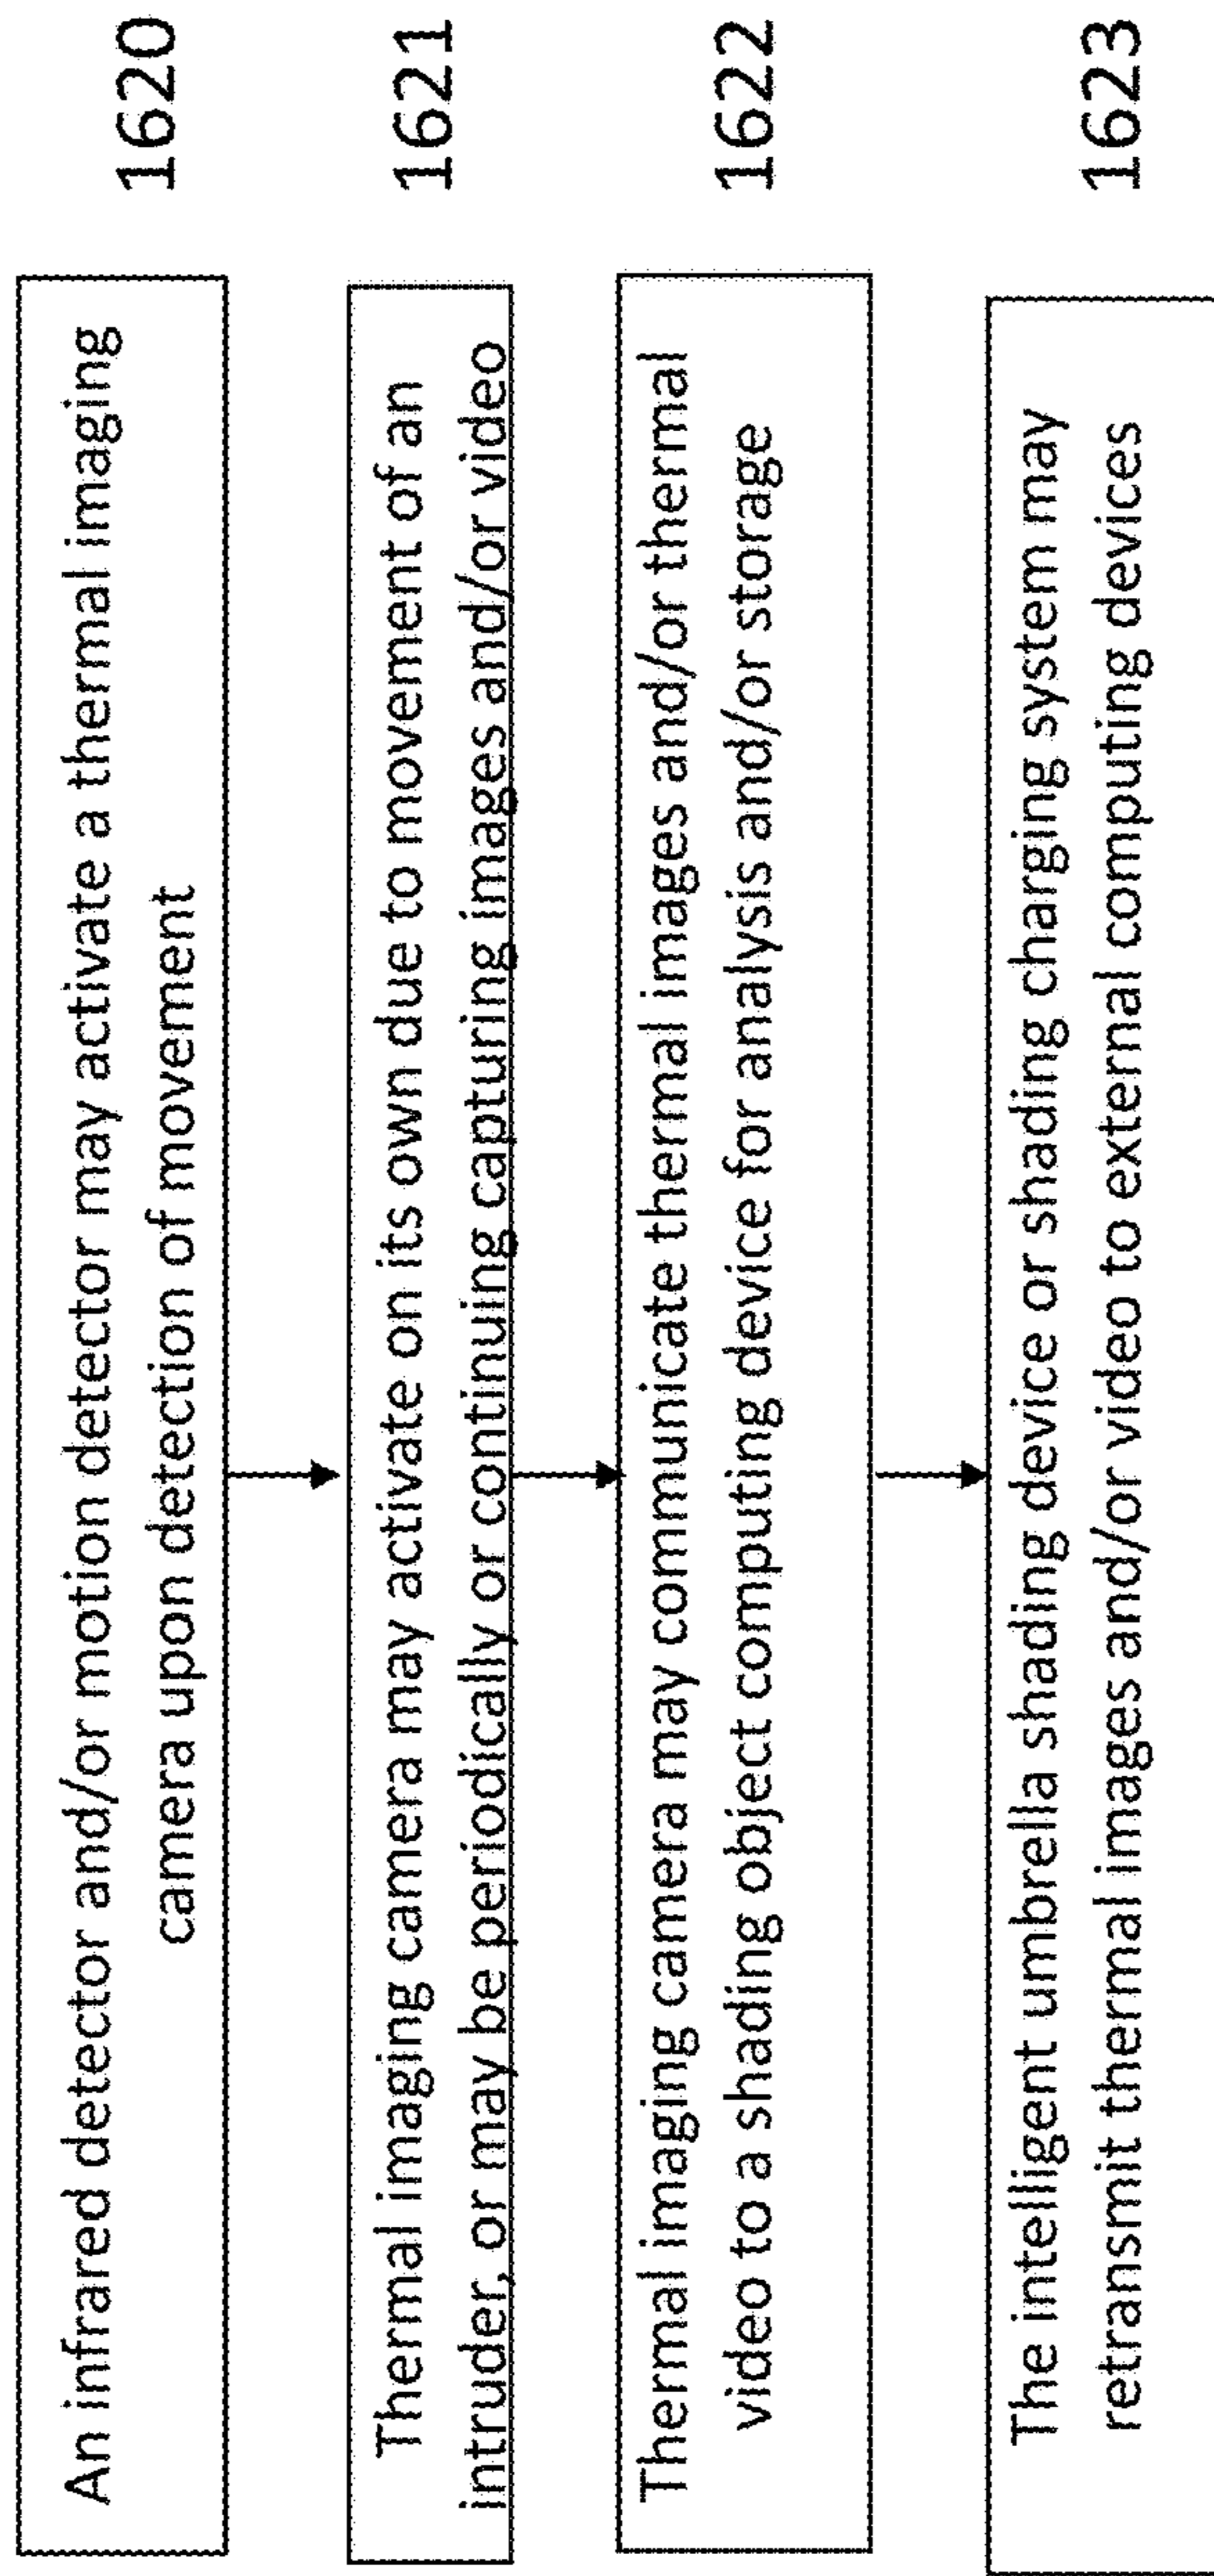 An infrared detector and/or motion detector may activate a thermal imaging
camera upon detection of movement
1620
Thermal imaging camera may activate on its own due to movement of an
intruder, or may be periodically or continuing capturing images and/or video
1621
Thermal imaging camera may communicate thermal images and/or thermal
video to a shading object computing device for analysis and/or storage
1622
The intelligent umbrella shading device or shading charging system may
retransmit thermal images and/or video to external computing devices
1623